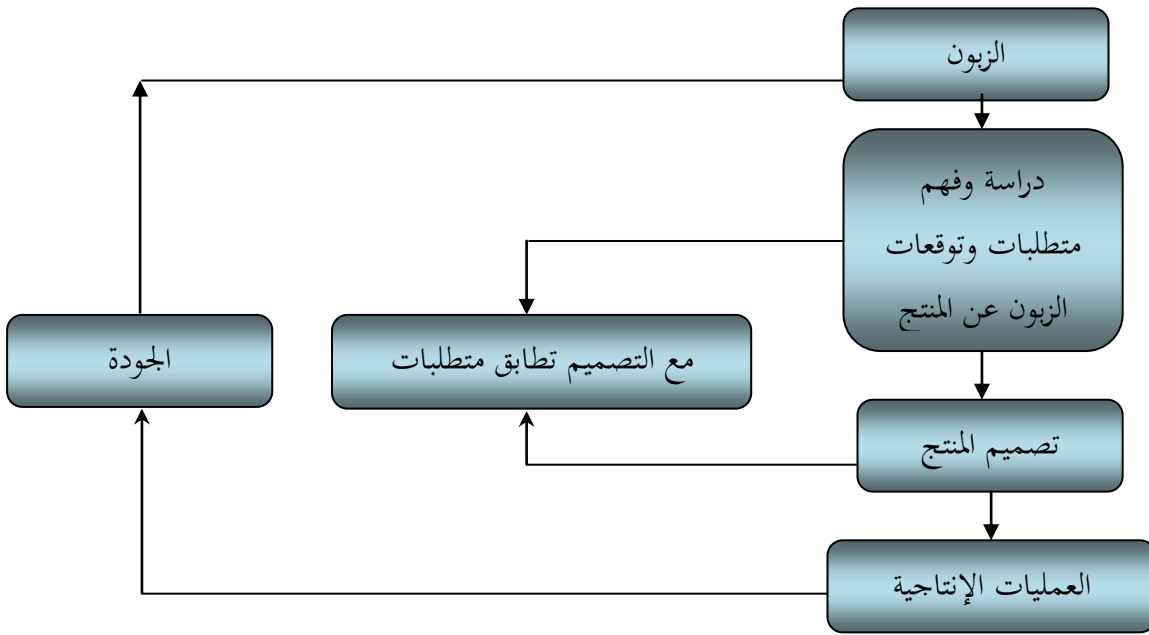 الزبون
دراسة وفهم
متطلبات وتوقعات
الزبون عن المنتج
مع التصميم تطابق متطلبات
الجودة
تصميم المنتج
العمليات الإنتاجية